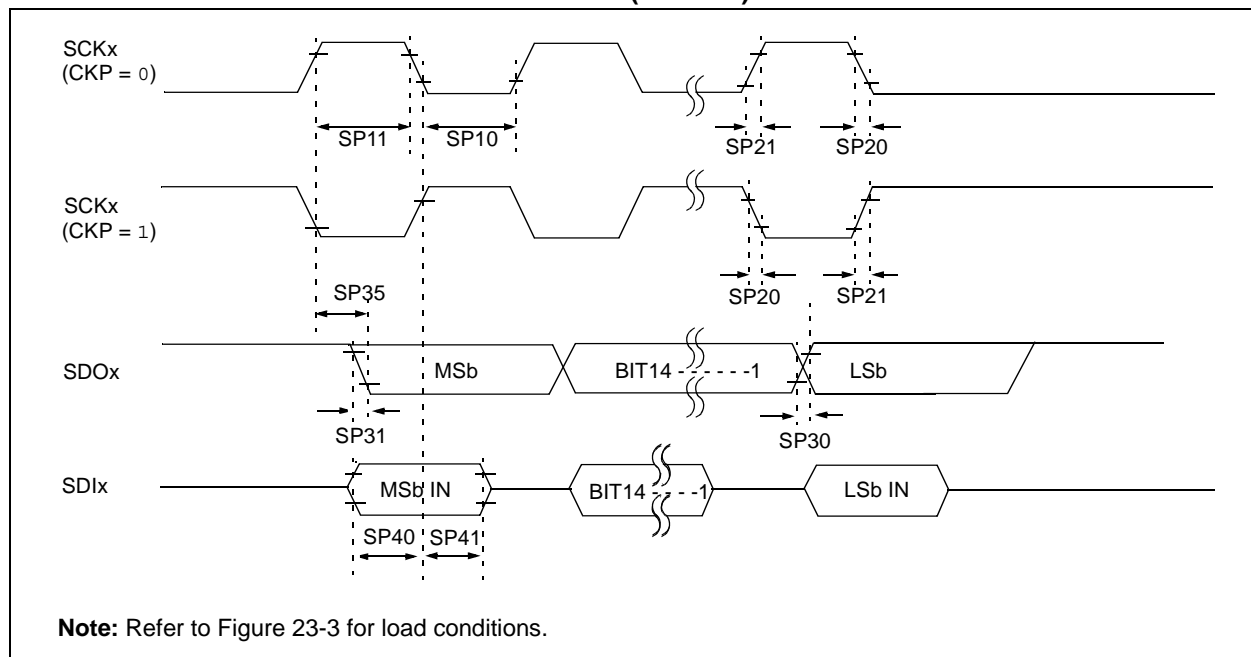 SCKx
(CKP = 0)
SP11
SP10
SP21
SP20
SCKx
(CKP = 1)
SP35
SP20
SP21
SDOx
MSb
BIT14 - - - - - -1
LSb
SP31
SP30
SDIx
MSb IN
BIT14 - - - -1
LSb IN
SP40
SP41
Note: Refer to Figure 23-3 for load conditions.